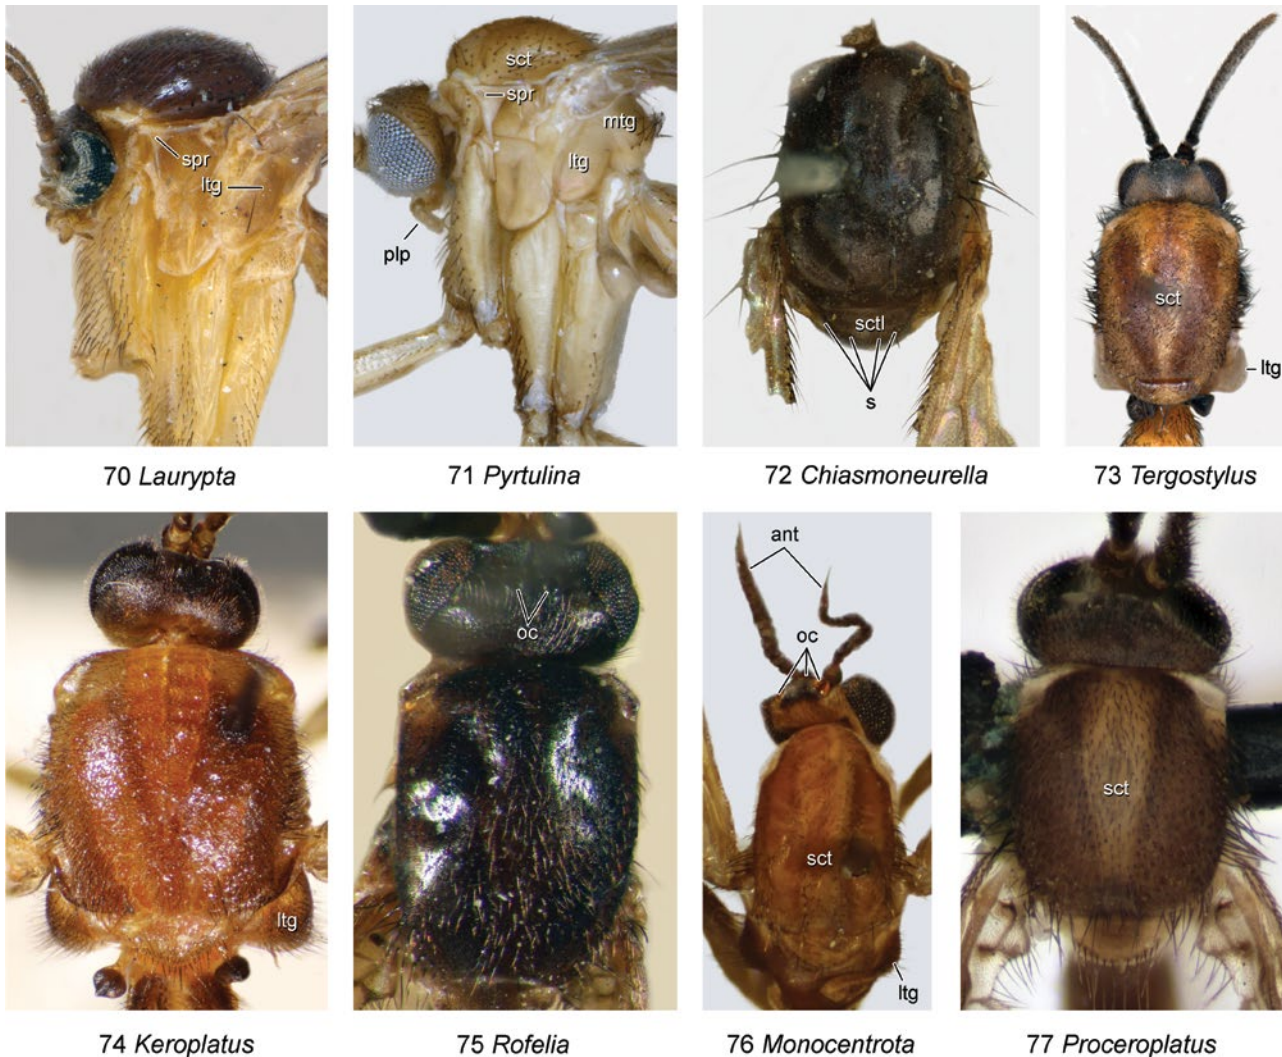 spr
ltg
sct
spr
mtg
ltg
plp
sctl
s
sct
ltg
70 Laurypta
71 Pyrtulina
72 Chiasmoneurella
73 Tergostylus
ltg
oc
ant
oc
sct
ltg
sct
74 Keroplatus
75 Rofelia
76 Monocentrota
77 Proceroplatus